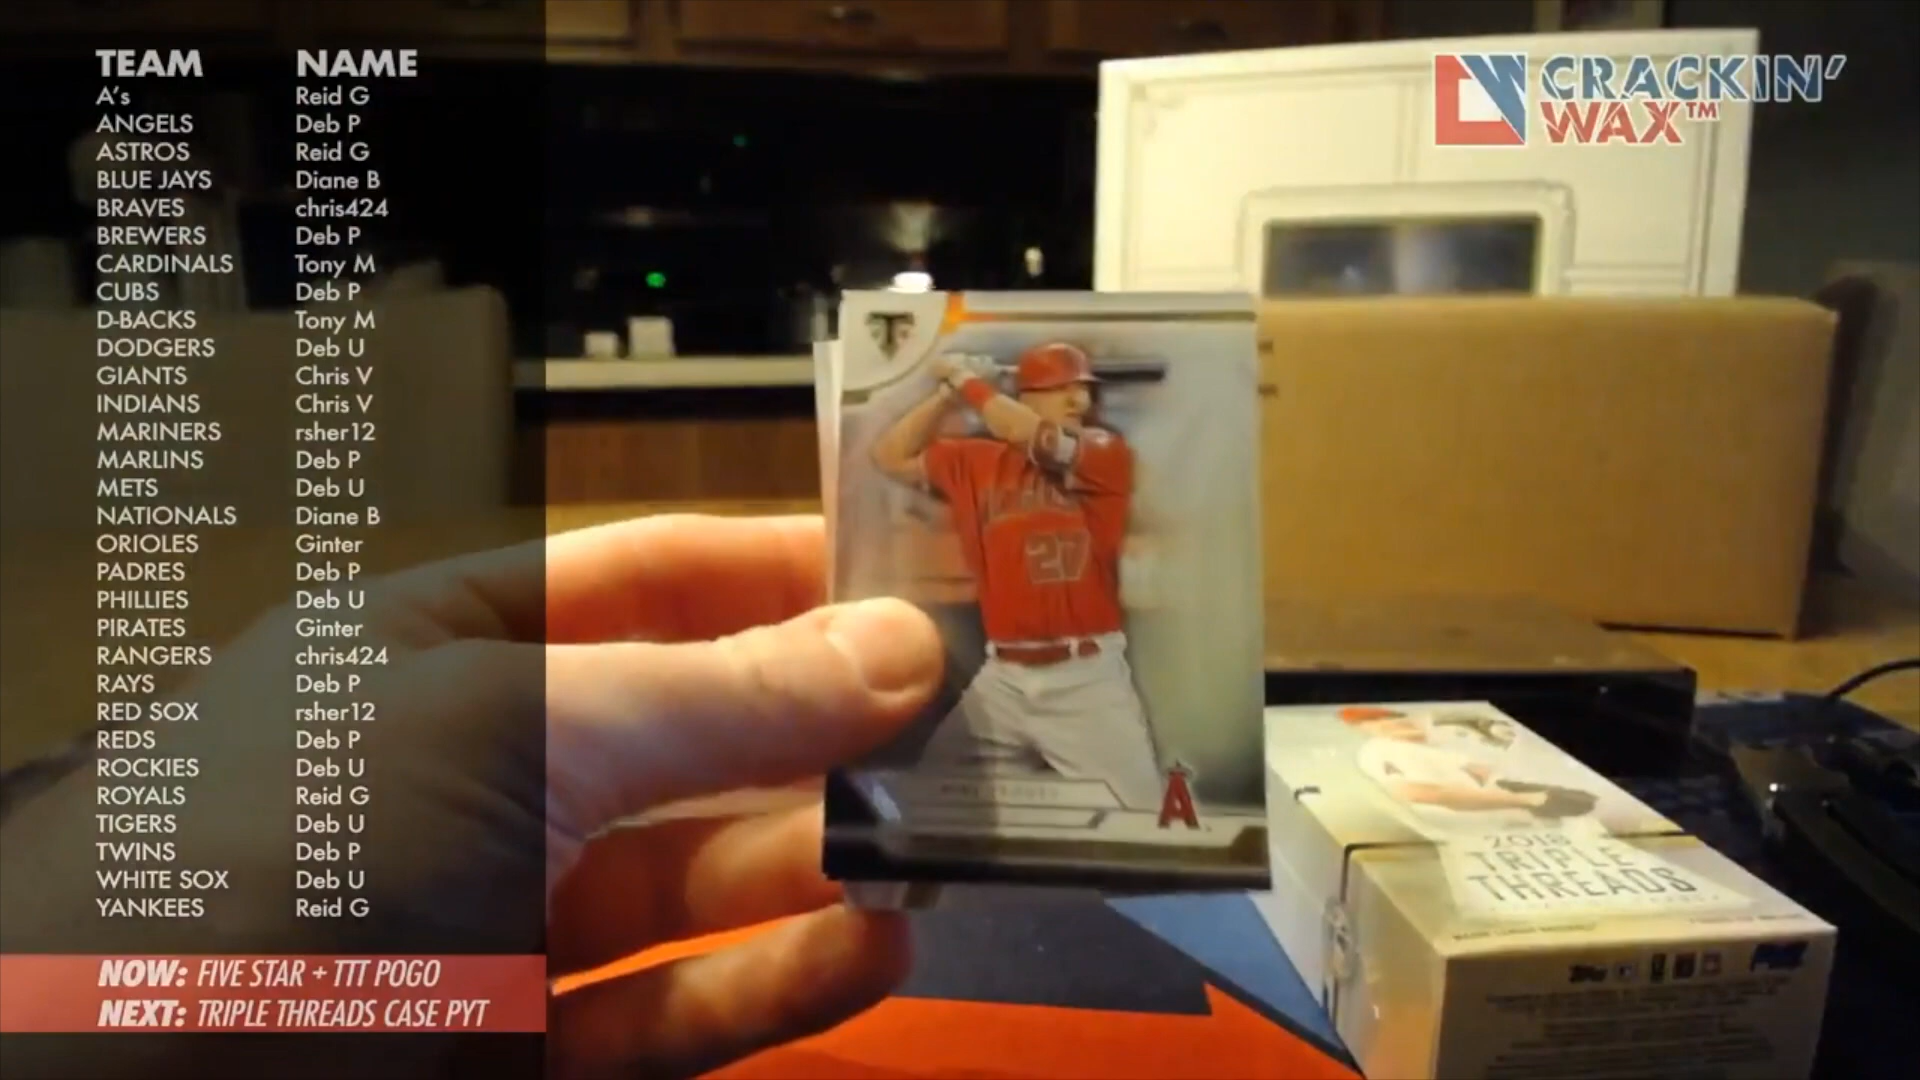 TEAM NAME
A's Reid G
ANGELS Deb P
ASTROS Reid G
BLUE JAYS Diane B
BRAVES chris424
BREWERS Deb P
CARDINALS Tony M
CUBS Deb P
D-BACKS Tony M
DODGERS Deb U
GIANTS Chris V
INDIANS Chris V
MARINERS rsher12
MARLINS Deb P
METS Deb U
NATIONALS Diane B
ORIOLES Ginter
PADRES Deb P
PHILLIES Deb U
PIRATES Ginter
RANGERS chris424
RAYS Deb P
RED SOX rsher12
REDS Deb P
ROCKIES Deb U
ROYALS Reid G
TIGERS Deb U
TWINS Deb P
WHITE SOX Deb U
YANKEES Reid G
NOW: FIVE STAR + TTT POGO
NEXT: TRIPLE THREADS CASE PYT
CRACKIN'
WAX™
27
A
2018
TRIPLE
THREADS